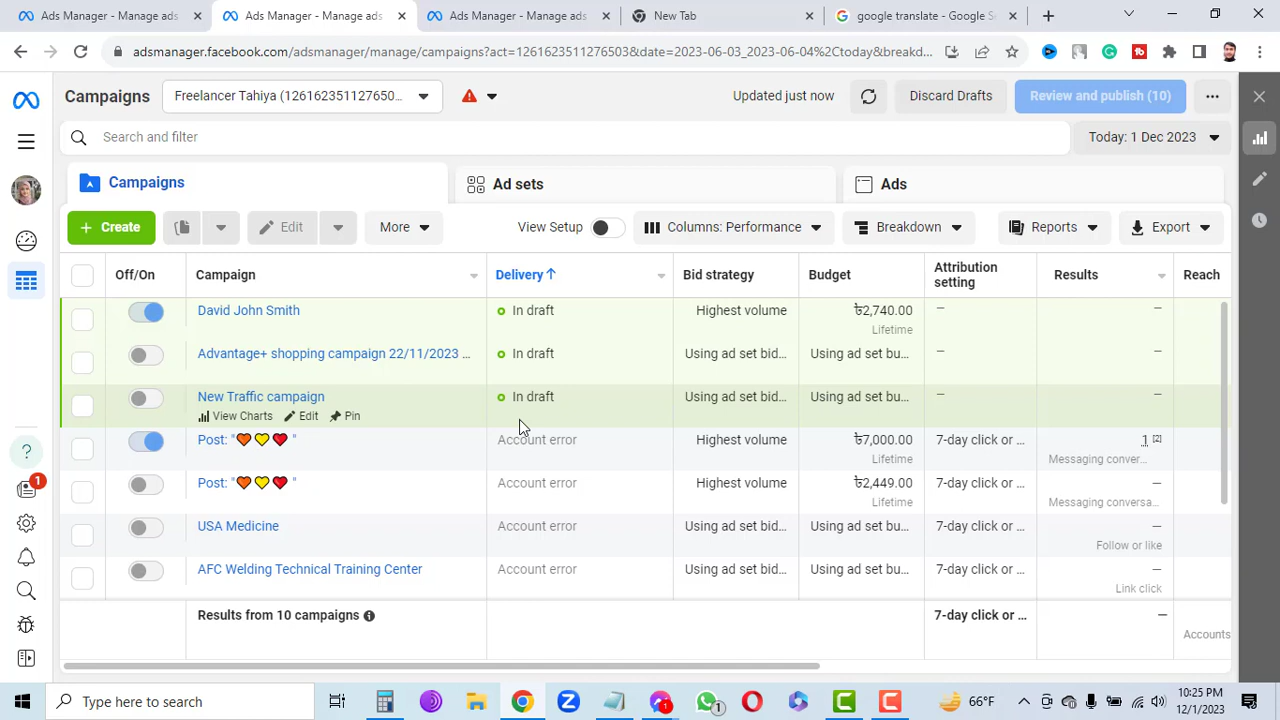 Ads Manager - Manage ads
Ads Manager - Manage ads
Ads Manager - Manage ads
New Tab
google translate - Google Se
adsmanager.facebook.com/adsmanager/manage/campaigns?act=1261623511276503&date=2023-06-03_2023-06-04%2Ctoday&breakd...
Campaigns
Freelancer Tahiya (126162351127650...
Updated just now
Discard Drafts
Review and publish (10)
Search and filter
Today: 1 Dec 2023
Campaigns
Ad sets
Ads
+ Create
Edit
More
View Setup
Columns: Performance
Breakdown
Reports
Export
Off/On
Campaign
Delivery ↑
Bid strategy
Budget
Attribution
setting
Results
Reach
David John Smith
In draft
Highest volume
৳2,740.00
Lifetime
—
—
Advantage+ shopping campaign 22/11/2023 ...
In draft
Using ad set bid...
Using ad set bu...
—
—
New Traffic campaign
In draft
Using ad set bid...
Using ad set bu...
—
—
View Charts
Edit
Pin
Post: "🧡💛❤️ "
Account error
Highest volume
৳7,000.00
Lifetime
7-day click or ...
1 [2]
Messaging conver...
Post: "🧡💛❤️ "
Account error
Highest volume
৳2,449.00
Lifetime
7-day click or ...
—
Messaging conversa...
USA Medicine
Account error
Using ad set bid...
Using ad set bu...
7-day click or ...
—
Follow or like
AFC Welding Technical Training Center
Account error
Using ad set bid...
Using ad set bu...
7-day click or ...
—
Link click
Results from 10 campaigns
7-day click or ...
—
Accounts
1
Type here to search
1
1
66°F
10:25 PM
12/1/2023